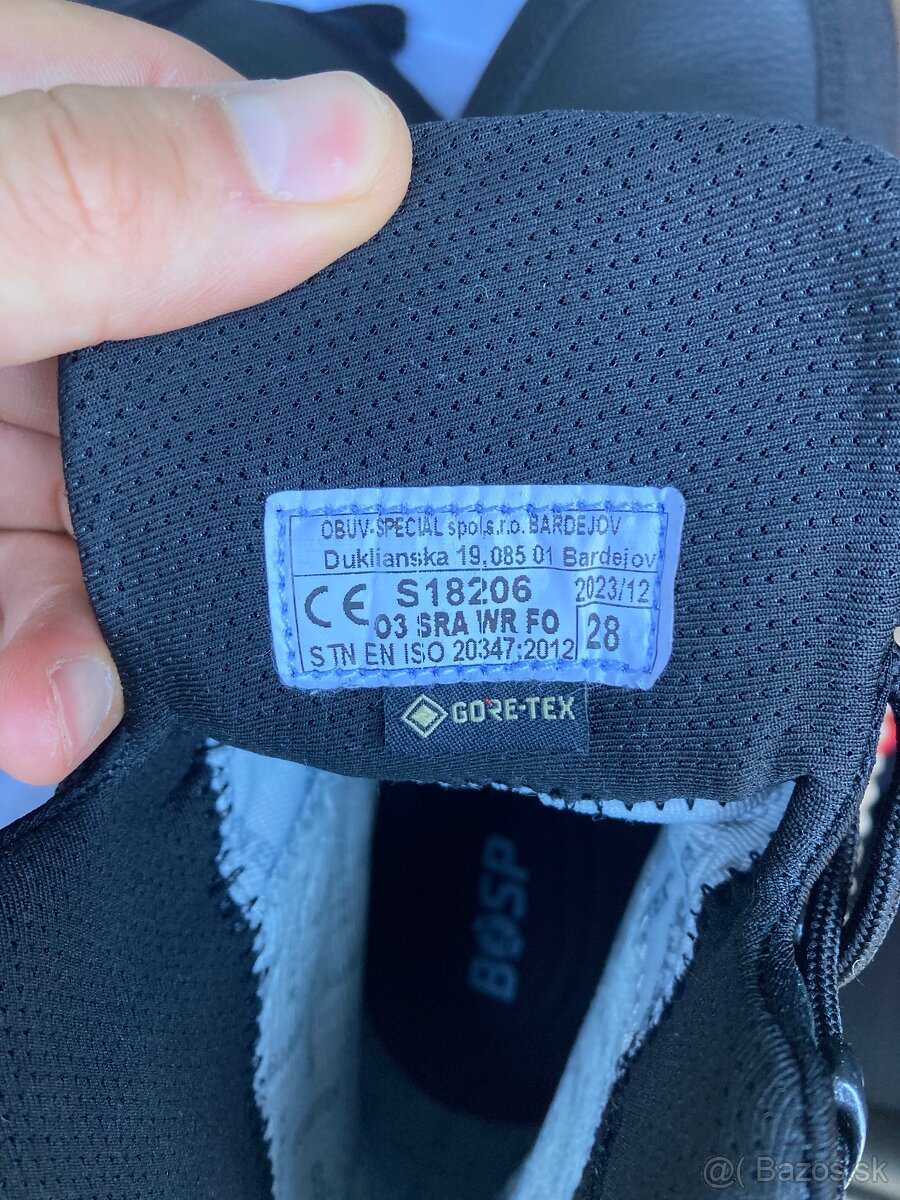 OBUV-SPECIAL spol.s.r.o. BARDEJOV
Duklianska 19, 085 01 Bardejov
CE S18206 2023/12
O3 SRA WR FO 28
STN EN ISO 20347:2012
GORE-TEX
BOSP
@( Bazos.sk